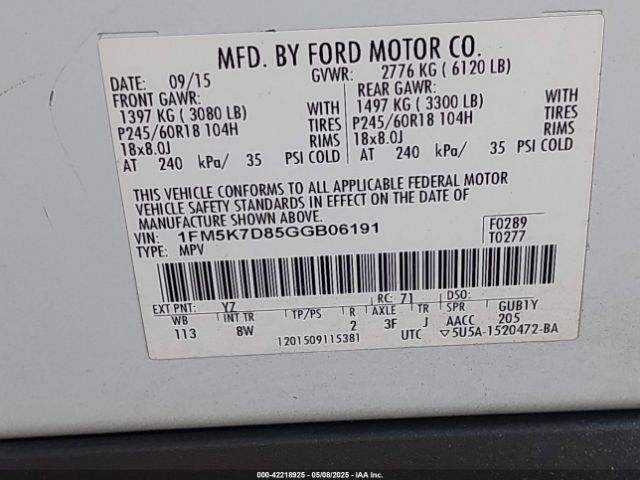 MFD. BY FORD MOTOR CO.
DATE: 09/15 GVWR: 2776 KG ( 6120 LB)
FRONT GAWR: REAR GAWR:
1397 KG ( 3080 LB) WITH 1497 KG ( 3300 LB) WITH
P245/60R18 104H TIRES P245/60R18 104H TIRES
18x8.0J RIMS 18x8.0J RIMS
AT 240 kPa/ 35 PSI COLD AT 240 kPa/ 35 PSI COLD
THIS VEHICLE CONFORMS TO ALL APPLICABLE FEDERAL MOTOR
VEHICLE SAFETY STANDARDS IN EFFECT ON THE DATE OF
MANUFACTURE SHOWN ABOVE.
VIN: 1FM5K7D85GGB06191 F0289
TYPE: MPV T0277
EXT PNT: YZ RC: 71 DSO:
WB INT TR TP/PS R AXLE TR SPR GUB1Y
113 8W 2 3F J AACC 205
1201509115381 UTC ▽5U5A-1520472-BA
000-42218925 - 05/08/2025 - IAA Inc.